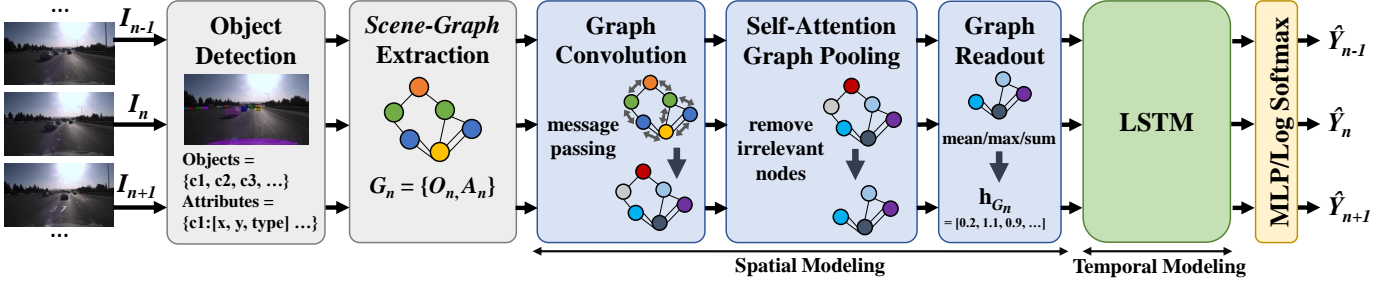 ...
I_{n-1}
I_n
I_{n+1}
...
Object
Detection
Objects =
{c1, c2, c3, ...}
Attributes =
{c1:[x, y, type] ...}
Scene-Graph
Extraction
G_n = {O_n, A_n}
Graph
Convolution
message
passing
Self-Attention
Graph Pooling
remove
irrelevant
nodes
Graph
Readout
mean/max/sum
h_{G_n}
= [0.2, 1.1, 0.9, ...]
Spatial Modeling
LSTM
Temporal Modeling
MLP/Log Softmax
Ŷ_{n-1}
Ŷ_n
Ŷ_{n+1}